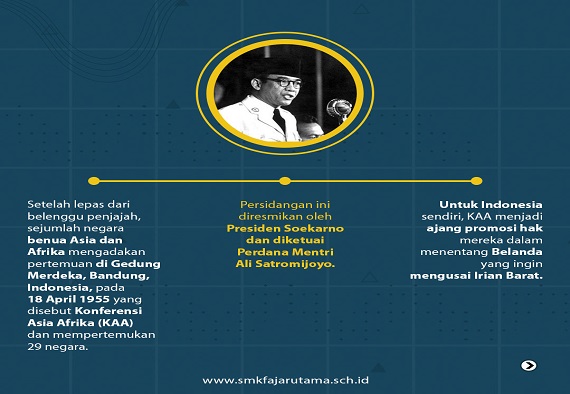 Setelah lepas dari
belenggu penjajah,
sejumlah negara
benua Asia dan
Afrika mengadakan
pertemuan di Gedung
Merdeka, Bandung,
Indonesia, pada
18 April 1955 yang
disebut Konferensi
Asia Afrika (KAA)
dan mempertemukan
29 negara.
Persidangan ini
diresmikan oleh
Presiden Soekarno
dan diketuai
Perdana Mentri
Ali Satromijoyo.
Untuk Indonesia
sendiri, KAA menjadi
ajang promosi hak
mereka dalam
menentang Belanda
yang ingin
mengusai Irian Barat.
www.smkfajarutama.sch.id